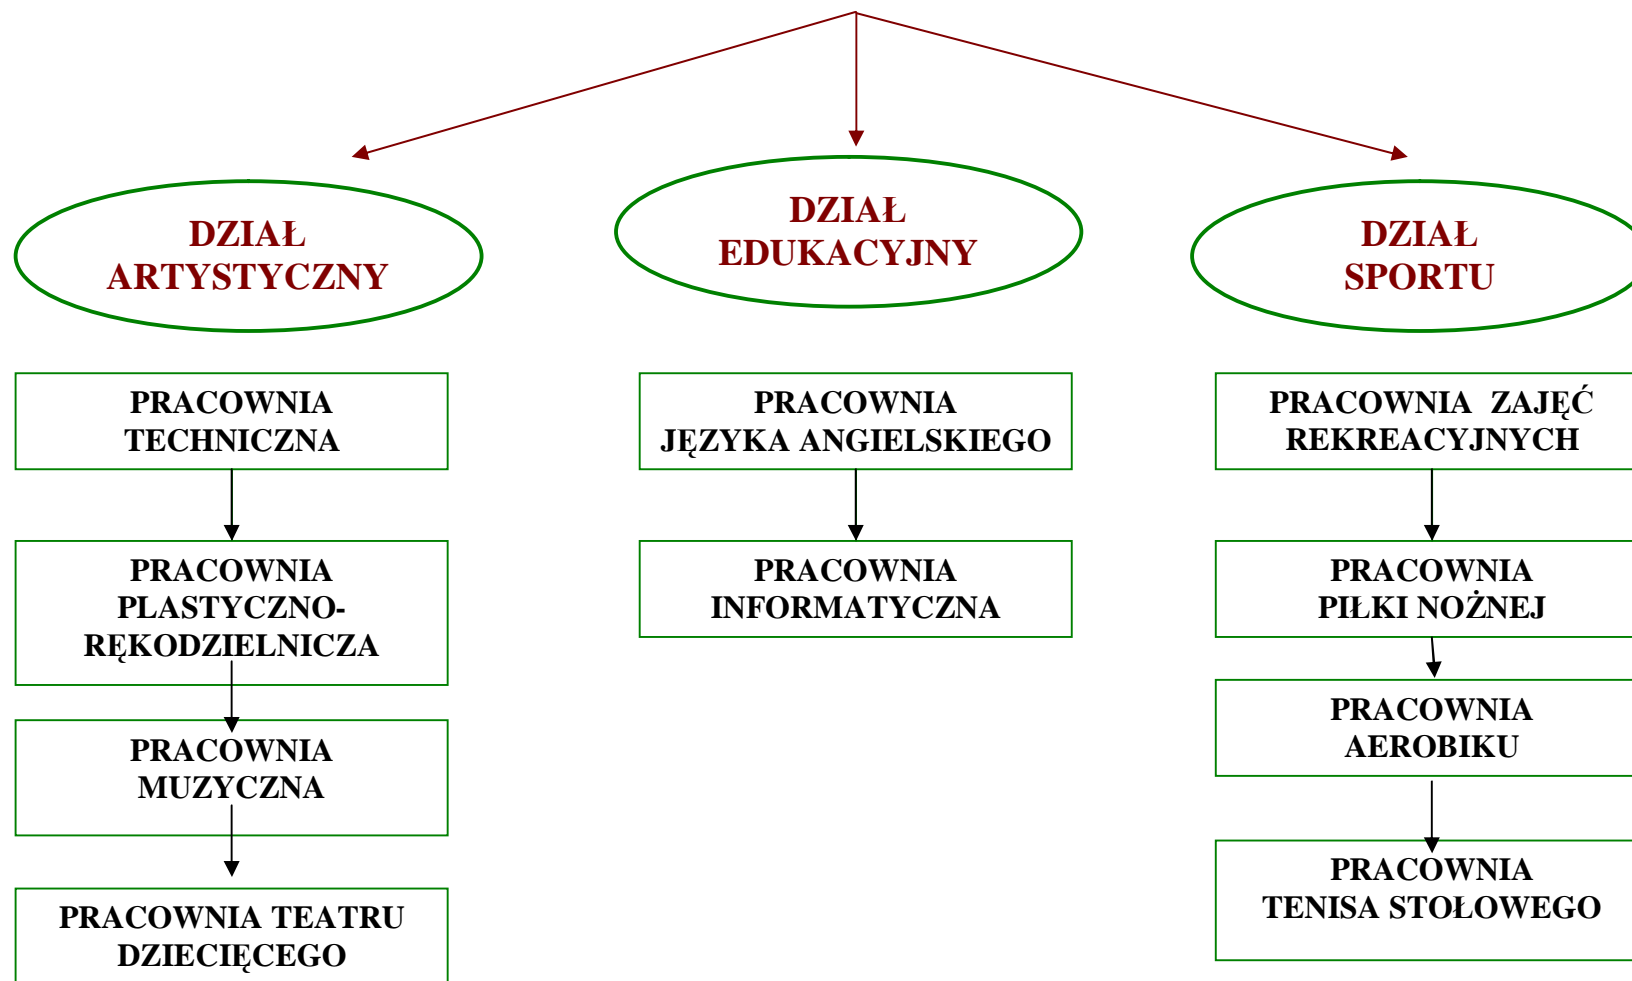 DZIAŁ
ARTYSTYCZNY
DZIAŁ
EDUKACYJNY
DZIAŁ
SPORTU
PRACOWNIA
TECHNICZNA
PRACOWNIA
PLASTYCZNO-
RĘKODZIELNICZA
PRACOWNIA
MUZYCZNA
PRACOWNIA TEATRU
DZIECIĘCEGO
PRACOWNIA
JĘZYKA ANGIELSKIEGO
PRACOWNIA
INFORMATYCZNA
PRACOWNIA ZAJĘĆ
REKREACYJNYCH
PRACOWNIA
PIŁKI NOŻNEJ
PRACOWNIA
AEROBIKU
PRACOWNIA
TENISA STOŁOWEGO